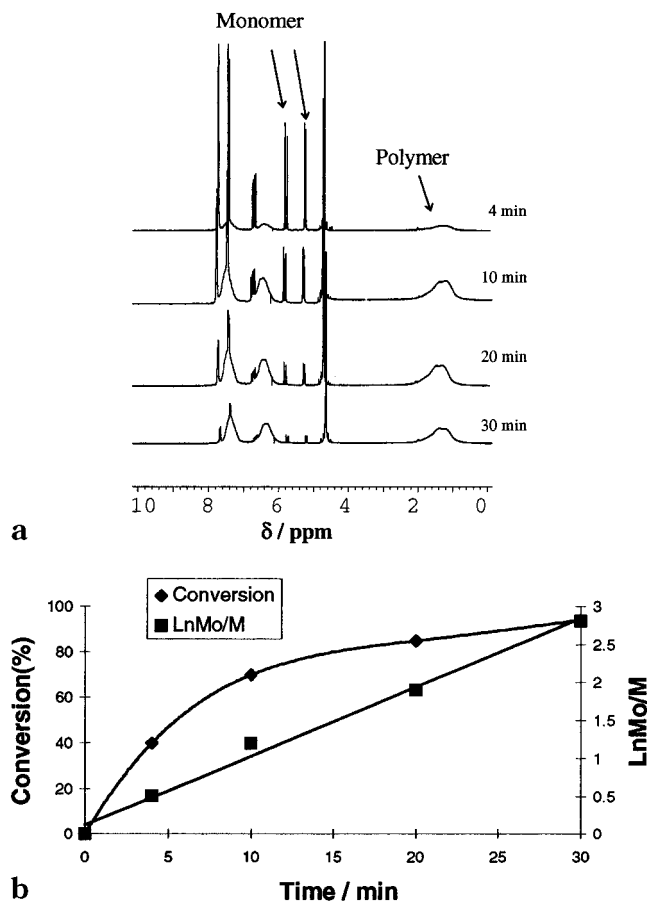 Monomer
Polymer
4 min
10 min
20 min
30 min
10 8 6 4 2 0
δ / ppm
a
Conversion
LnMo/M
100
80
60
40
20
0
Conversion(%)
3
2.5
2
1.5
1
0.5
0
LnMo/M
0 5 10 15 20 25 30
Time / min
b